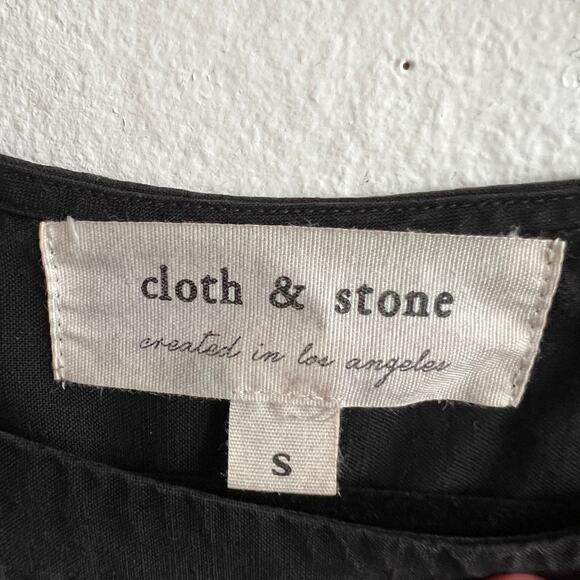 cloth & stone
created in los angeles
S